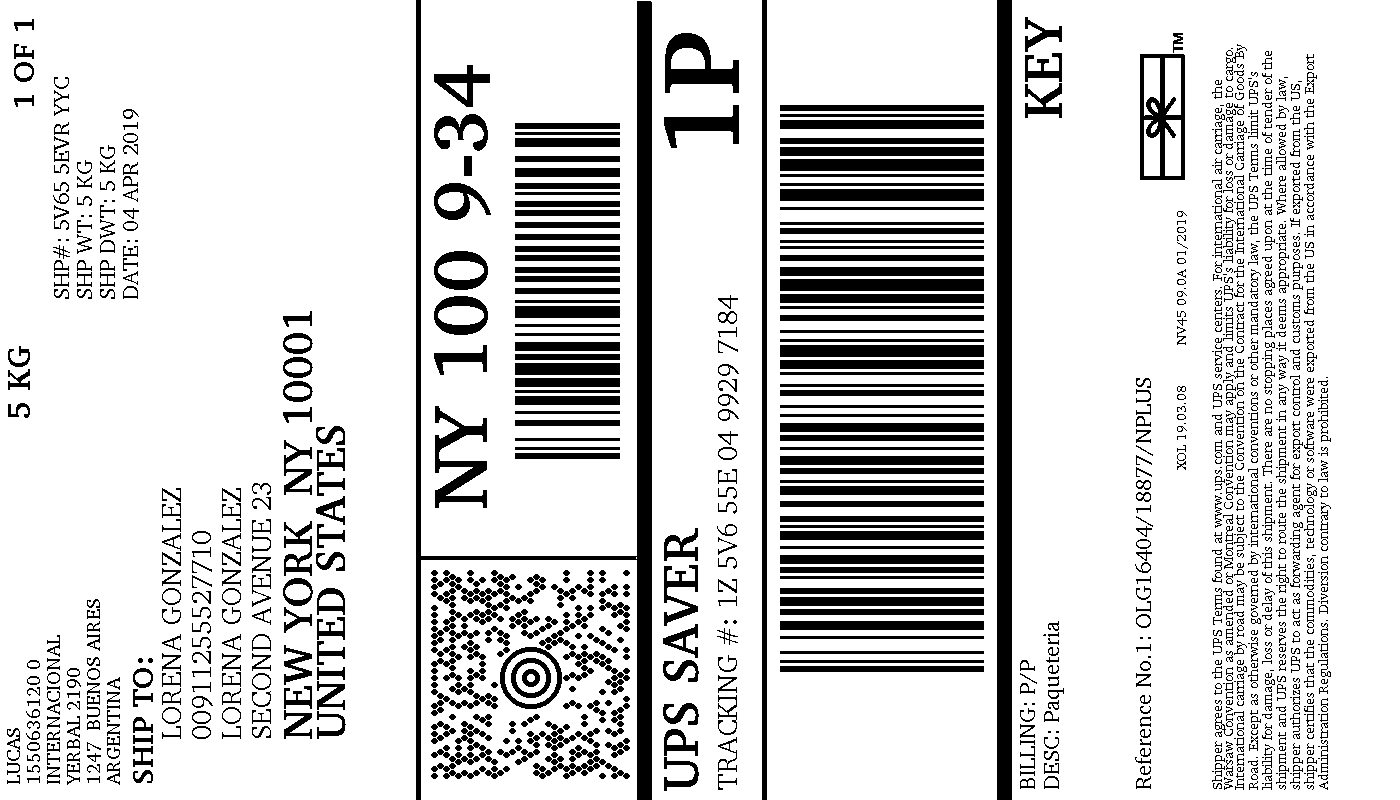 LUCAS
1550636120 0
INTERNACIONAL
YERBAL 2190
1247 BUENOS AIRES
ARGENTINA
5 KG
1 OF 1
SHP#: 5V65 5EVR YYC
SHP WT: 5 KG
SHP DWT: 5 KG
DATE: 04 APR 2019
SHIP TO:
LORENA GONZALEZ
0091125552771​0
LORENA GONZALEZ
SECOND AVENUE 23
NEW YORK NY 10001
UNITED STATES
NY 100 9-34
UPS SAVER
1P
TRACKING #: 1Z 5V6 55E 04 9929 7184
BILLING: P/P
DESC: Paqueteria
KEY
Reference No.1 : OLG16404/18877/NPLUS
XOL 19.03.08 NV45 09.0A 01/2019
TM
Shipper agrees to the UPS Terms found at www.ups.com and UPS service centers. For international air carriage, the
Warsaw Convention as amended or Montreal Convention may apply and limits UPS's liability for loss or damage to cargo.
International carriage by road may be subject to the Convention on the Contract for the International Carriage of Goods By
Road. Except as otherwise governed by international conventions or other mandatory law, the UPS Terms limit UPS's
liability for damage, loss or delay of this shipment. There are no stopping places agreed upon at the time of tender of the
shipment and UPS reserves the right to route the shipment in any way it deems appropriate. Where allowed by law,
shipper authorizes UPS to act as forwarding agent for export control and customs purposes. If exported from the US,
shipper certifies that the commodities, technology or software were exported from the US in accordance with the Export
Administration Regulations. Diversion contrary to law is prohibited.